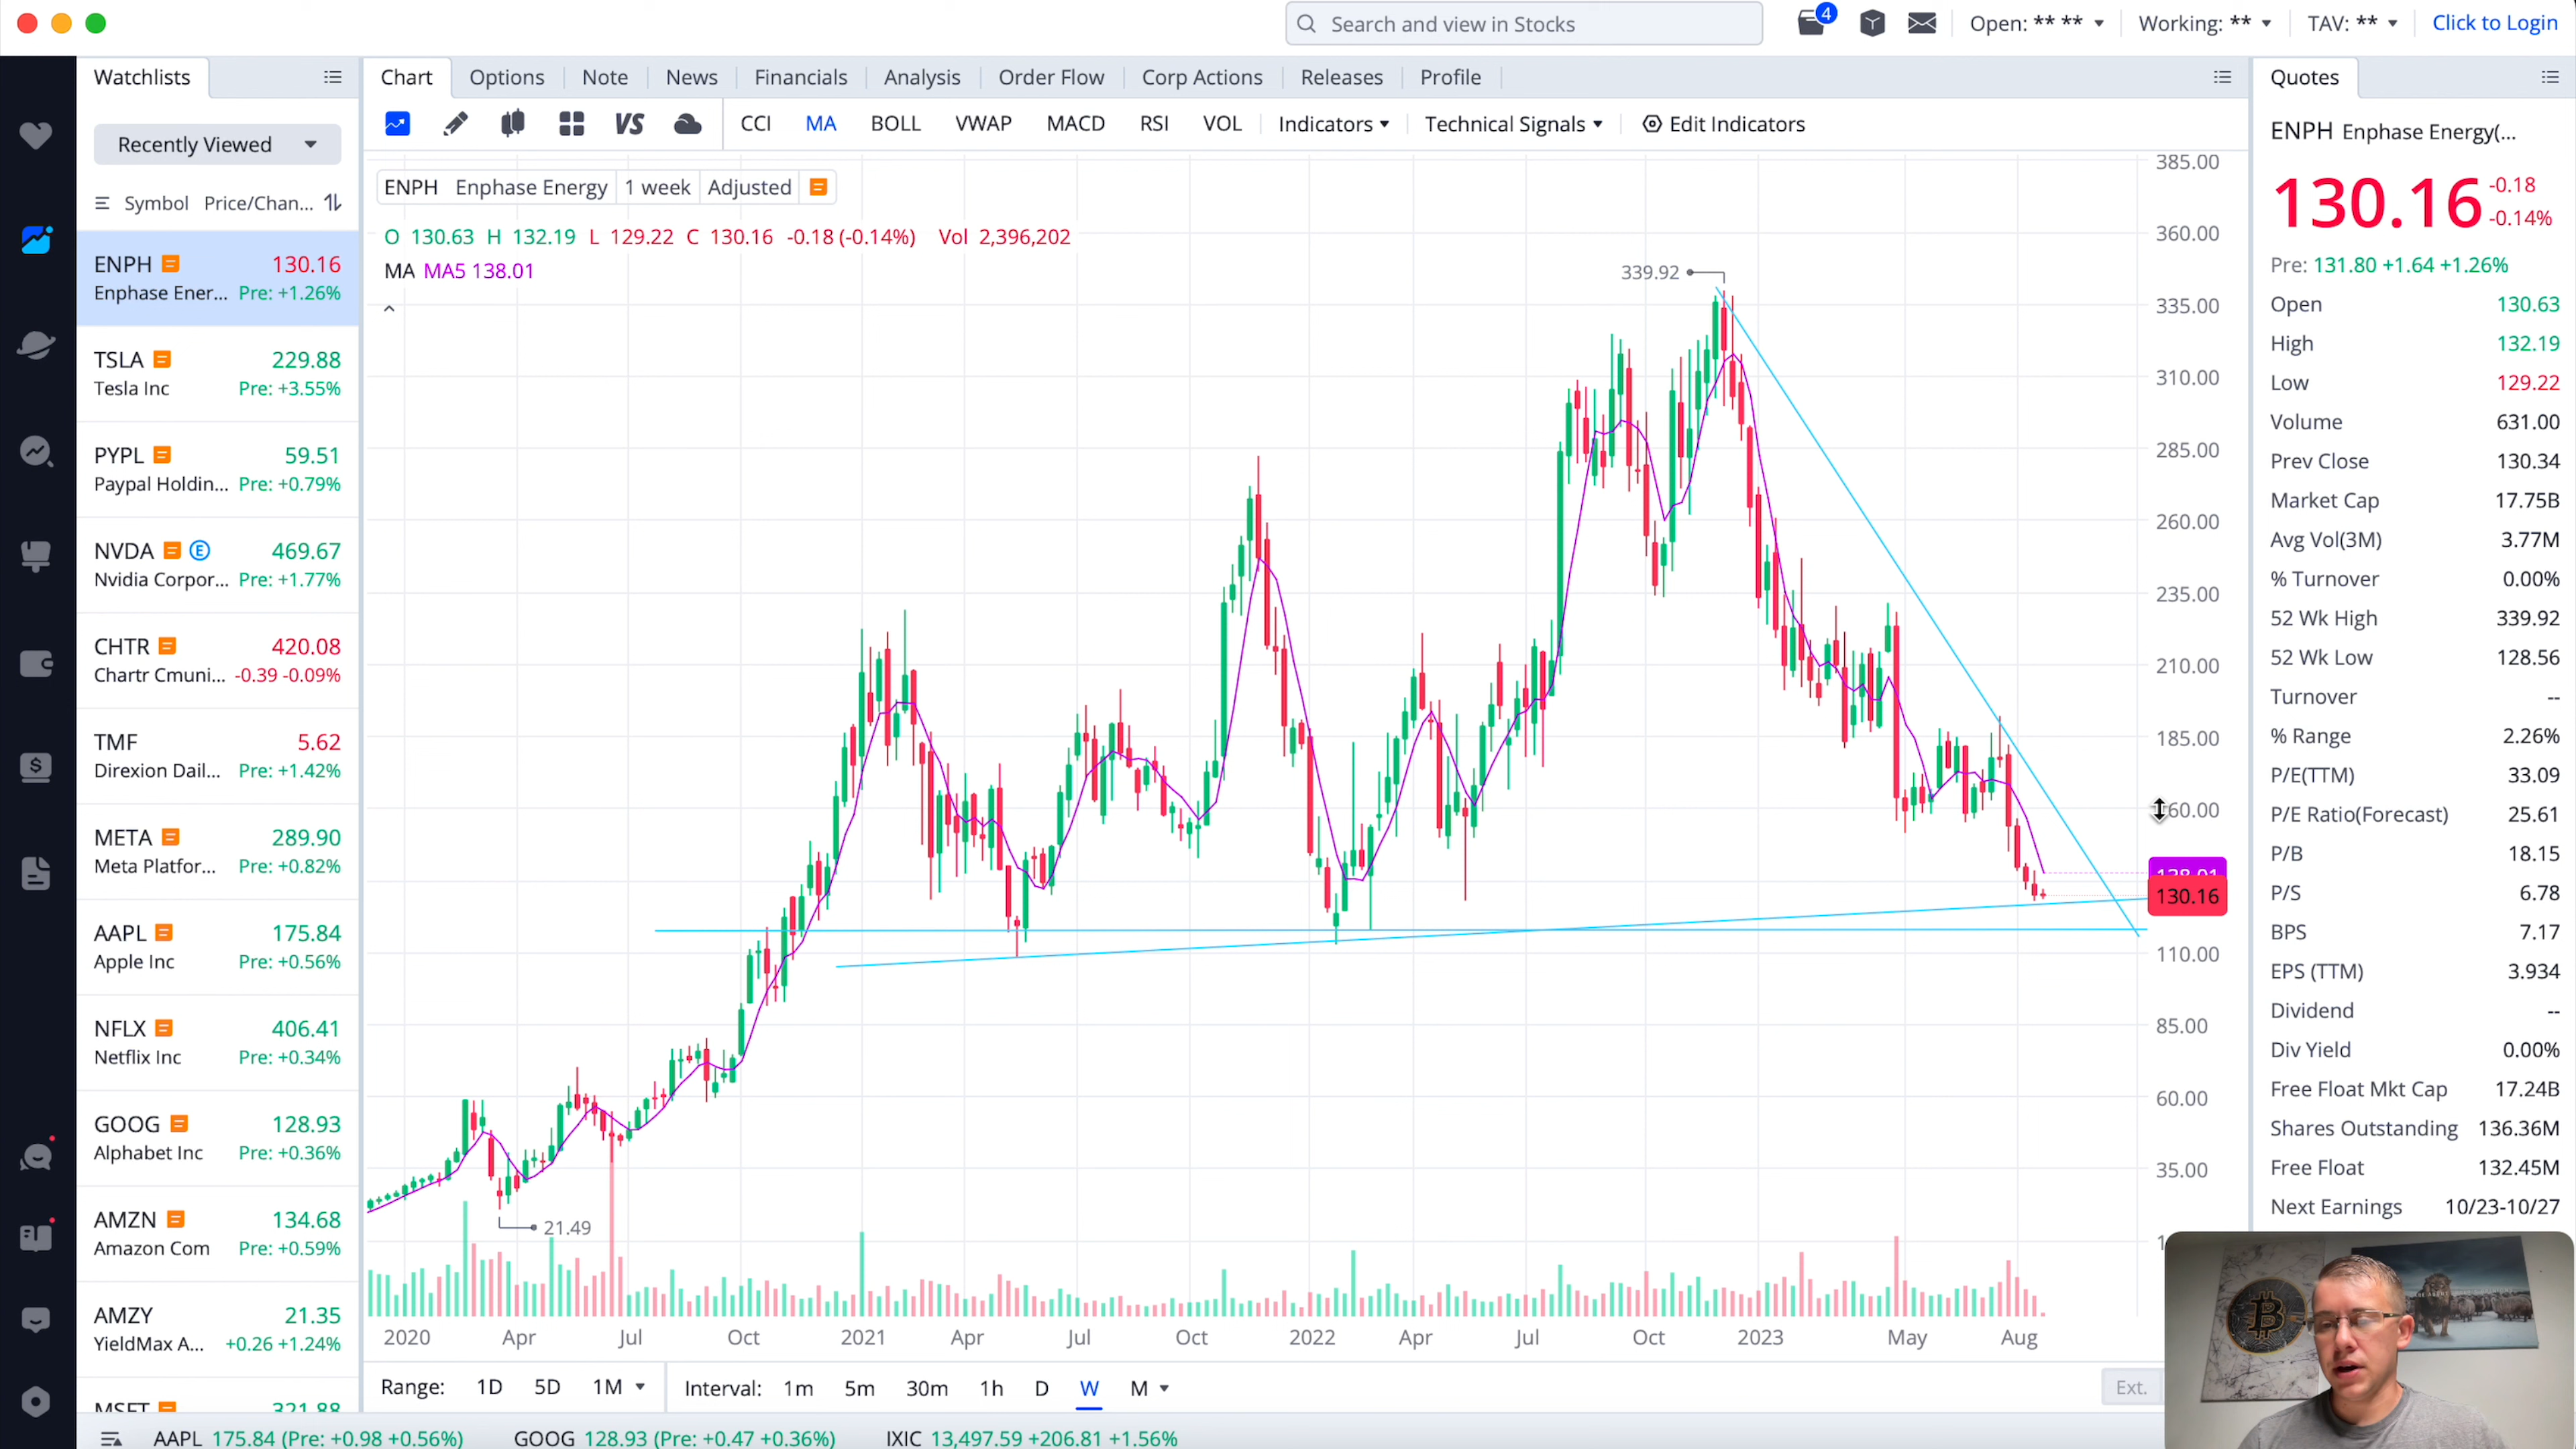 Search and view in Stocks
4
Open: ** **
Working: **
TAV: **
Click to Login
Watchlists
Chart
Options
Note
News
Financials
Analysis
Order Flow
Corp Actions
Releases
Profile
Quotes
VS
CCI
MA
BOLL
VWAP
MACD
RSI
VOL
Indicators
Technical Signals
Edit Indicators
Recently Viewed
Symbol Price/Chan...
ENPH 130.16
Enphase Ener... Pre: +1.26%
TSLA 229.88
Tesla Inc Pre: +3.55%
PYPL 59.51
Paypal Holdin... Pre: +0.79%
NVDA E 469.67
Nvidia Corpor... Pre: +1.77%
CHTR 420.08
Chartr Cmuni... -0.39 -0.09%
TMF 5.62
Direxion Dail... Pre: +1.42%
META 289.90
Meta Platfor... Pre: +0.82%
AAPL 175.84
Apple Inc Pre: +0.56%
NFLX 406.41
Netflix Inc Pre: +0.34%
GOOG 128.93
Alphabet Inc Pre: +0.36%
AMZN 134.68
Amazon Com Pre: +0.59%
AMZY 21.35
YieldMax A... +0.26 +1.24%
MSFT 321.88
ENPH Enphase Energy 1 week Adjusted
O 130.63 H 132.19 L 129.22 C 130.16 -0.18 (-0.14%) Vol 2,396,202
MA MA5 138.01
339.92
21.49
385.00
360.00
335.00
310.00
285.00
260.00
235.00
210.00
185.00
60.00
138.01
130.16
110.00
85.00
60.00
35.00
2020 Apr Jul Oct 2021 Apr Jul Oct 2022 Apr Jul Oct 2023 May Aug
Range: 1D 5D 1M
Interval: 1m 5m 30m 1h D W M
Ext.
ENPH Enphase Energy(...
130.16
-0.18
-0.14%
Pre: 131.80 +1.64 +1.26%
Open 130.63
High 132.19
Low 129.22
Volume 631.00
Prev Close 130.34
Market Cap 17.75B
Avg Vol(3M) 3.77M
% Turnover 0.00%
52 Wk High 339.92
52 Wk Low 128.56
Turnover --
% Range 2.26%
P/E(TTM) 33.09
P/E Ratio(Forecast) 25.61
P/B 18.15
P/S 6.78
BPS 7.17
EPS (TTM) 3.934
Dividend --
Div Yield 0.00%
Free Float Mkt Cap 17.24B
Shares Outstanding 136.36M
Free Float 132.45M
Next Earnings 10/23-10/27
AAPL 175.84 (Pre: +0.98 +0.56%)
GOOG 128.93 (Pre: +0.47 +0.36%)
IXIC 13,497.59 +206.81 +1.56%